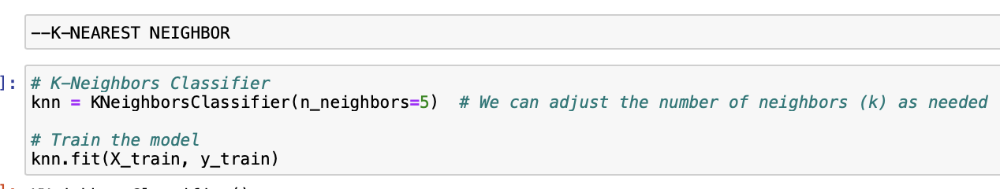 --K-NEAREST NEIGHBOR
]: # K-Neighbors Classifier
knn = KNeighborsClassifier(n_neighbors=5)  # We can adjust the number of neighbors (k) as needed
# Train the model
knn.fit(X_train, y_train)